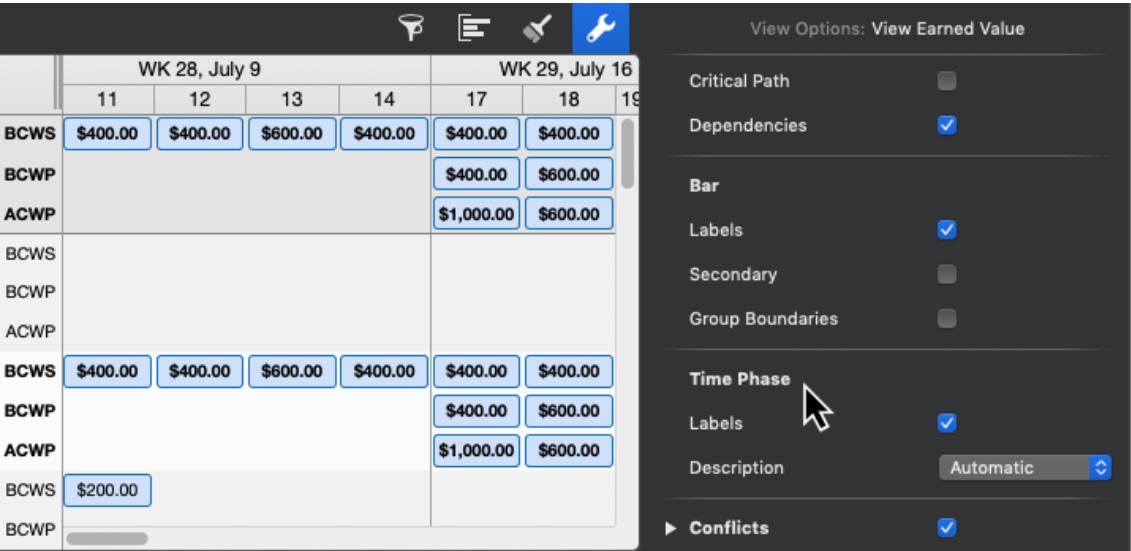 View Options: View Earned Value
WK 28, July 9 WK 29, July 16
11 12 13 14 17 18 19
BCWS $400.00 $400.00 $600.00 $400.00 $400.00 $400.00
BCWP $400.00 $600.00
ACWP $1,000.00 $600.00
BCWS
BCWP
ACWP
BCWS $400.00 $400.00 $600.00 $400.00 $400.00 $400.00
BCWP $400.00 $600.00
ACWP $1,000.00 $600.00
BCWS $200.00
BCWP
Critical Path
Dependencies
Bar
Labels
Secondary
Group Boundaries
Time Phase
Labels
Description Automatic
Conflicts